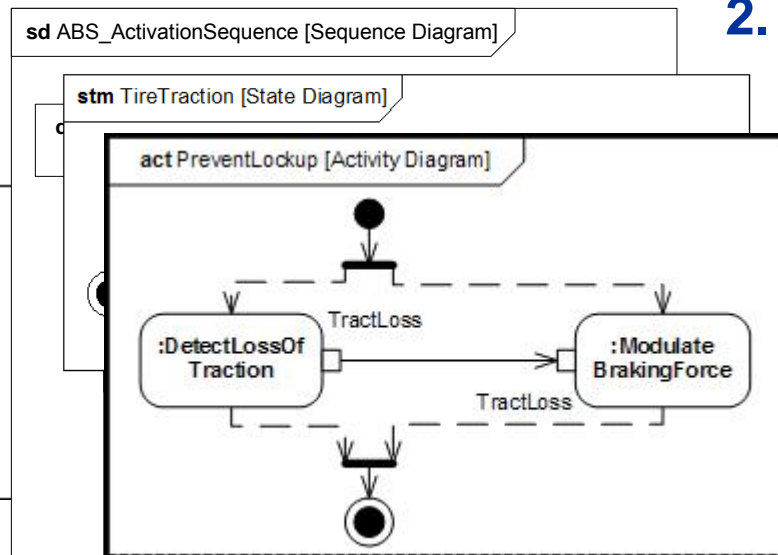 2.
sd ABS_ActivationSequence [Sequence Diagram]
stm TireTraction [State Diagram]
act PreventLockup [Activity Diagram]
TractLoss
:DetectLossOf
Traction
:Modulate
BrakingForce
TractLoss